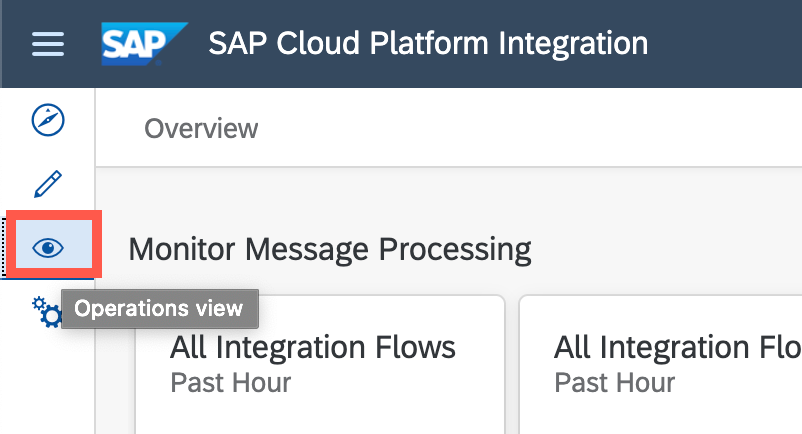 SAP SAP Cloud Platform Integration
Overview
Monitor Message Processing
Operations view
All Integration Flows
Past Hour
All Integration Flo
Past Hour